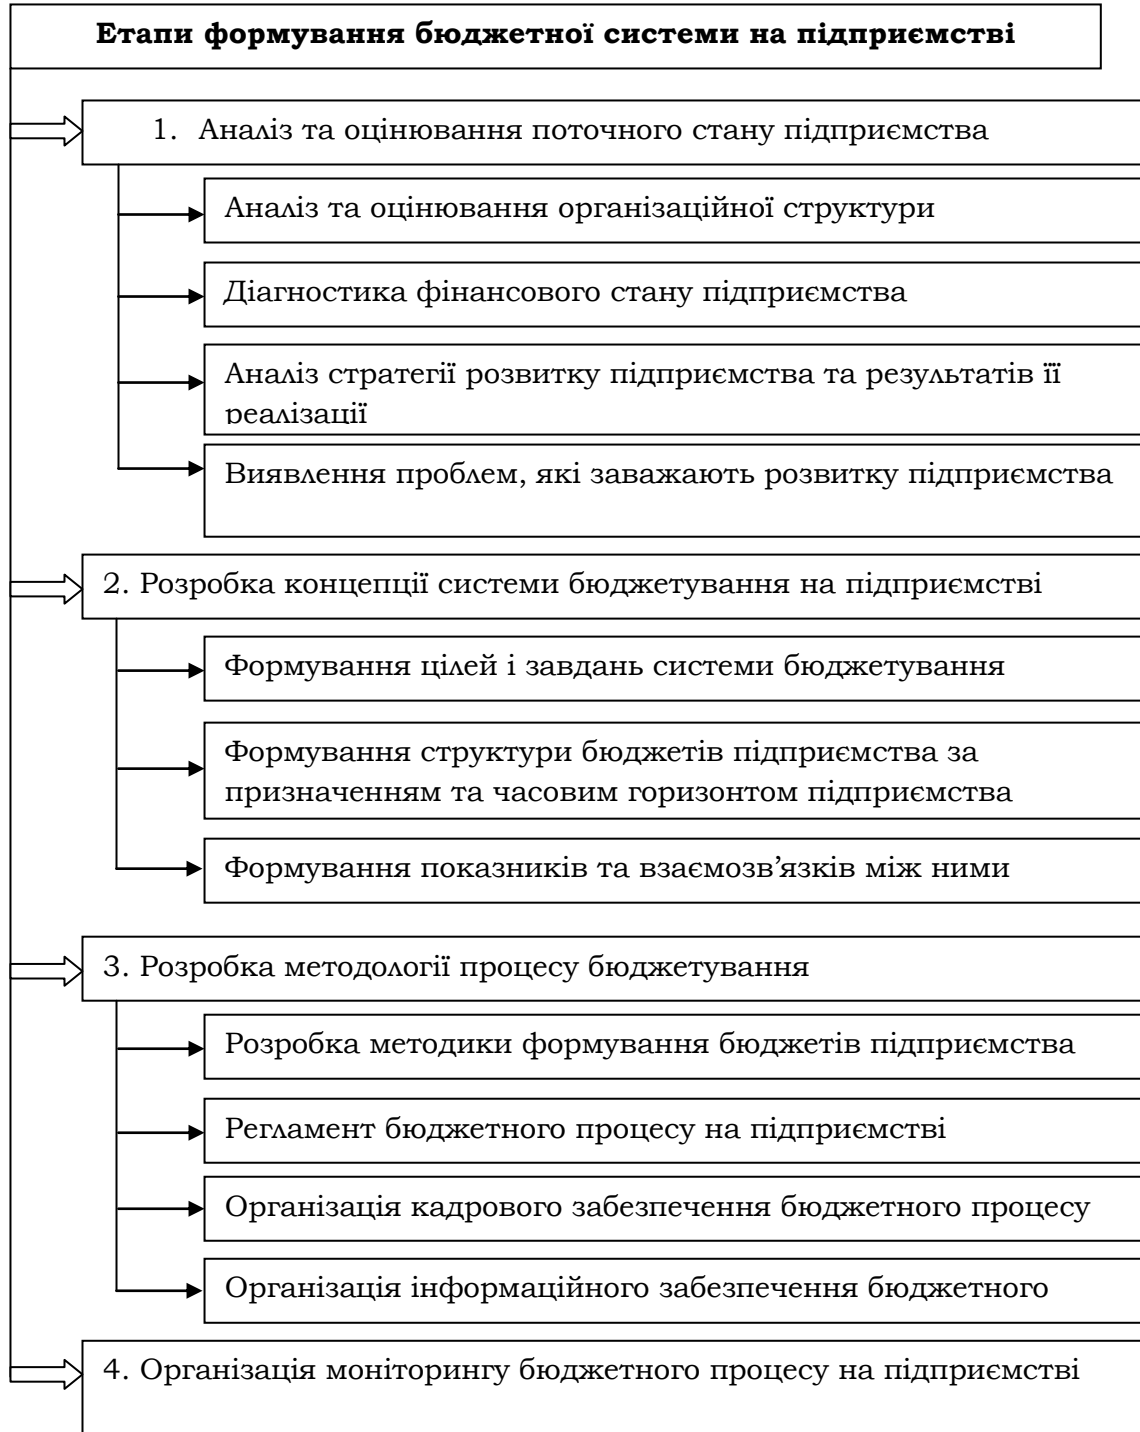 Етапи формування бюджетної системи на підприємстві
1. Аналіз та оцінювання поточного стану підприємства
Аналіз та оцінювання організаційної структури
Діагностика фінансового стану підприємства
Аналіз стратегії розвитку підприємства та результатів її
реалізації
Виявлення проблем, які заважають розвитку підприємства
2. Розробка концепції системи бюджетування на підприємстві
Формування цілей і завдань системи бюджетування
Формування структури бюджетів підприємства за
призначенням та часовим горизонтом підприємства
Формування показників та взаємозв’язків між ними
3. Розробка методології процесу бюджетування
Розробка методики формування бюджетів підприємства
Регламент бюджетного процесу на підприємстві
Організація кадрового забезпечення бюджетного процесу
Організація інформаційного забезпечення бюджетного
4. Організація моніторингу бюджетного процесу на підприємстві